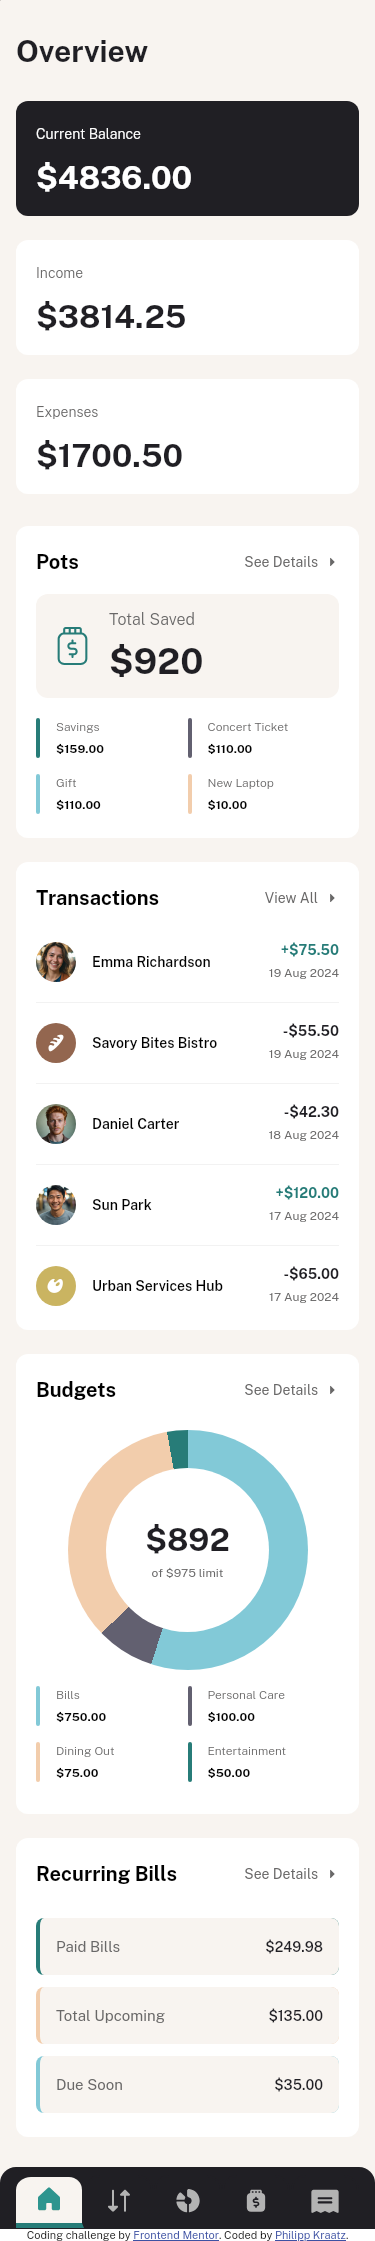 Overview
Current Balance
$4836.00
Income
$3814.25
Expenses
$1700.50
Pots
See Details
Total Saved
$920
Savings
$159.00
Concert Ticket
$110.00
Gift
$110.00
New Laptop
$10.00
Transactions
View All
Emma Richardson
+$75.50
19 Aug 2024
Savory Bites Bistro
-$55.50
19 Aug 2024
Daniel Carter
-$42.30
18 Aug 2024
Sun Park
+$120.00
17 Aug 2024
Urban Services Hub
-$65.00
17 Aug 2024
Budgets
See Details
$892
of $975 limit
Bills
$750.00
Personal Care
$100.00
Dining Out
$75.00
Entertainment
$50.00
Recurring Bills
See Details
Paid Bills
$249.98
Total Upcoming
$135.00
Due Soon
$35.00
Coding challenge by Frontend Mentor. Coded by Philipp Kraatz.